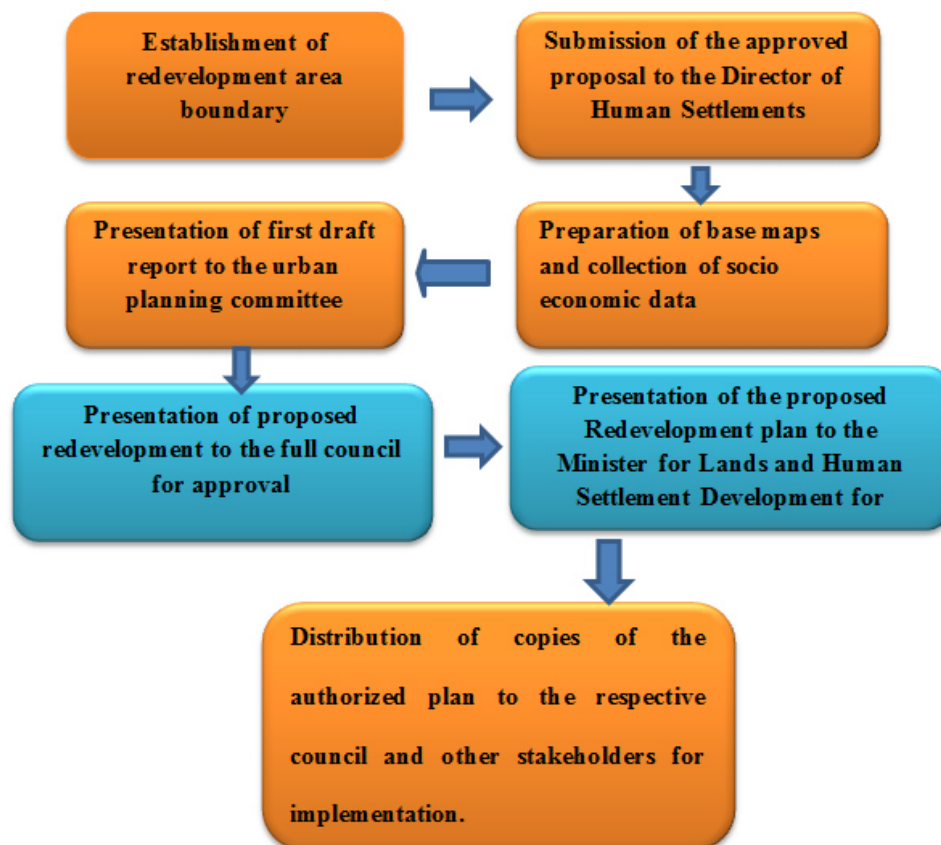 Establishment of
redevelopment area
boundary
Submission of the approved
proposal to the Director of
Human Settlements
Preparation of base maps
and collection of socio
economic data
Presentation of first draft
report to the urban
planning committee
Presentation of proposed
redevelopment to the full council
for approval
Presentation of the proposed
Redevelopment plan to the
Minister for Lands and Human
Settlement Development for
Distribution of copies of the
authorized plan to the respective
council and other stakeholders for
implementation.